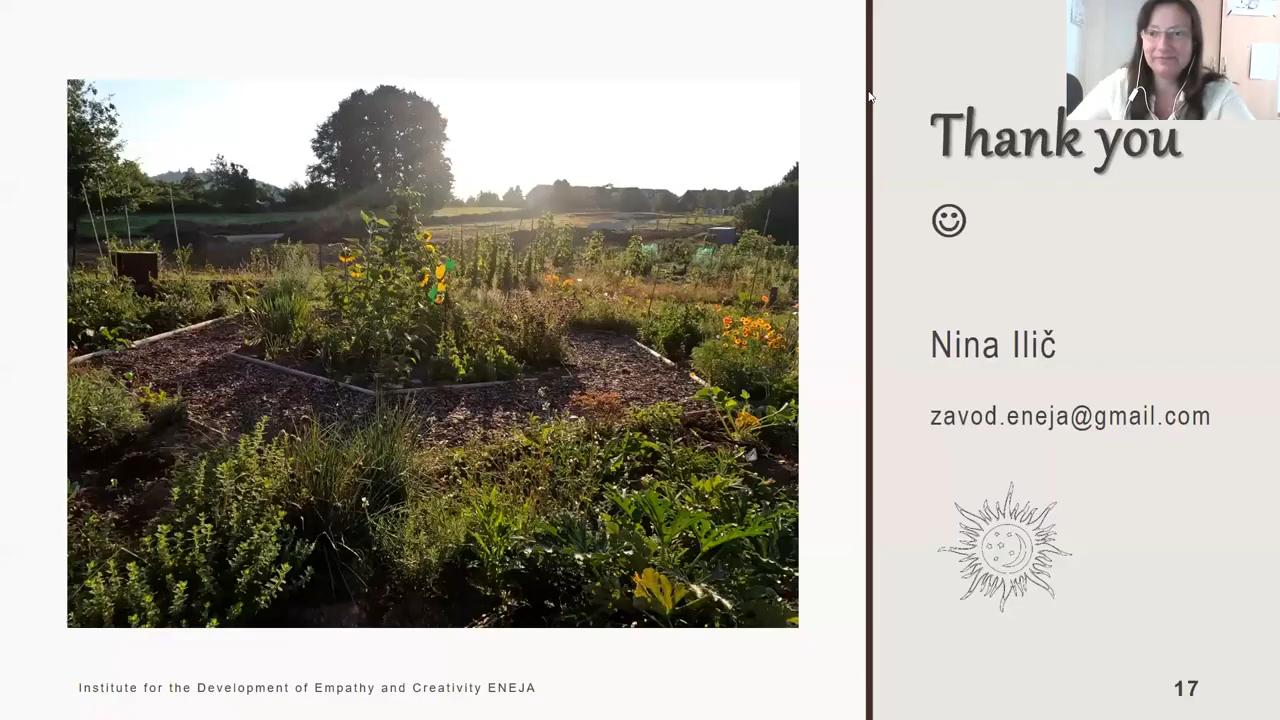 Thank you
☺
Nina Ilič
zavod.eneja@gmail.com
Institute for the Development of Empathy and Creativity ENEJA
17